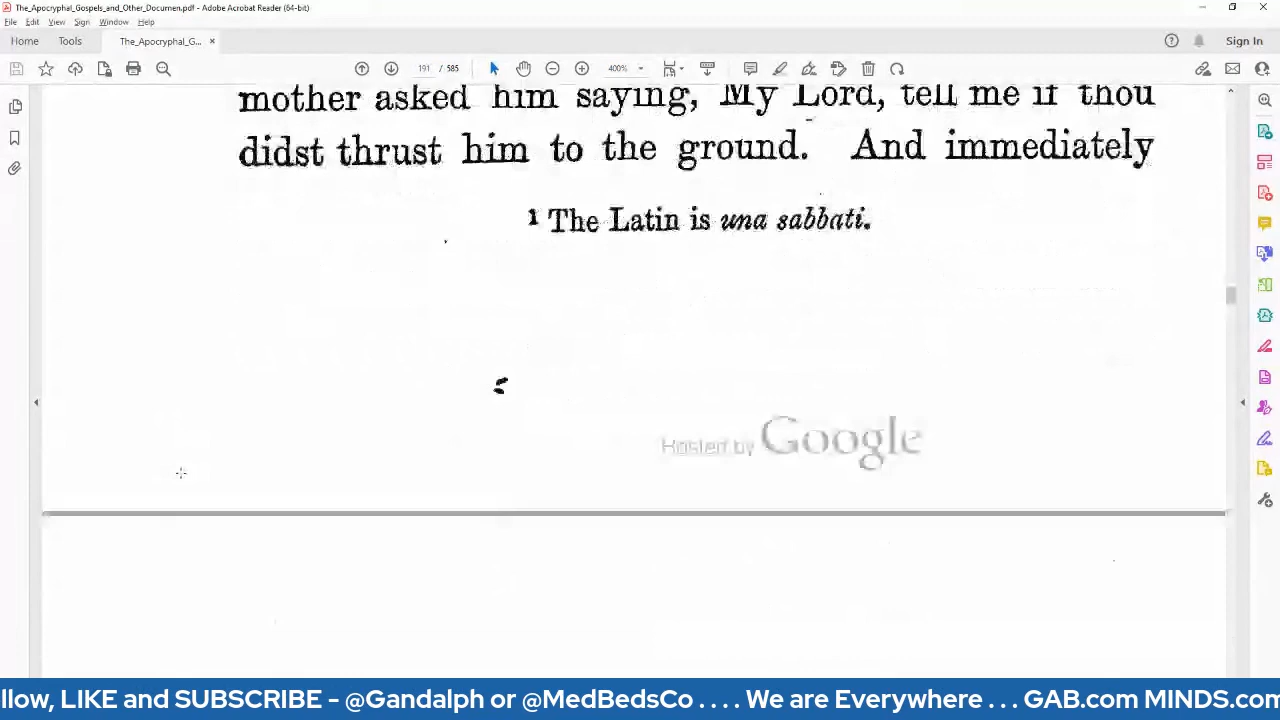 The_Apocryphal_Gospels_and_Other_Documen.pdf - Adobe Acrobat Reader (64-bit)
File Edit View Sign Window Help
Home Tools The_Apocryphal_G... × Sign In
191 / 585 400%
mother asked him saying, My Lord, tell me if thou
didst thrust him to the ground. And immediately
1 The Latin is una sabbati.
Hosted by Google
llow, LIKE and SUBSCRIBE - @Gandalph or @MedBedsCo . . . . We are Everywhere . . . GAB.com MINDS.com